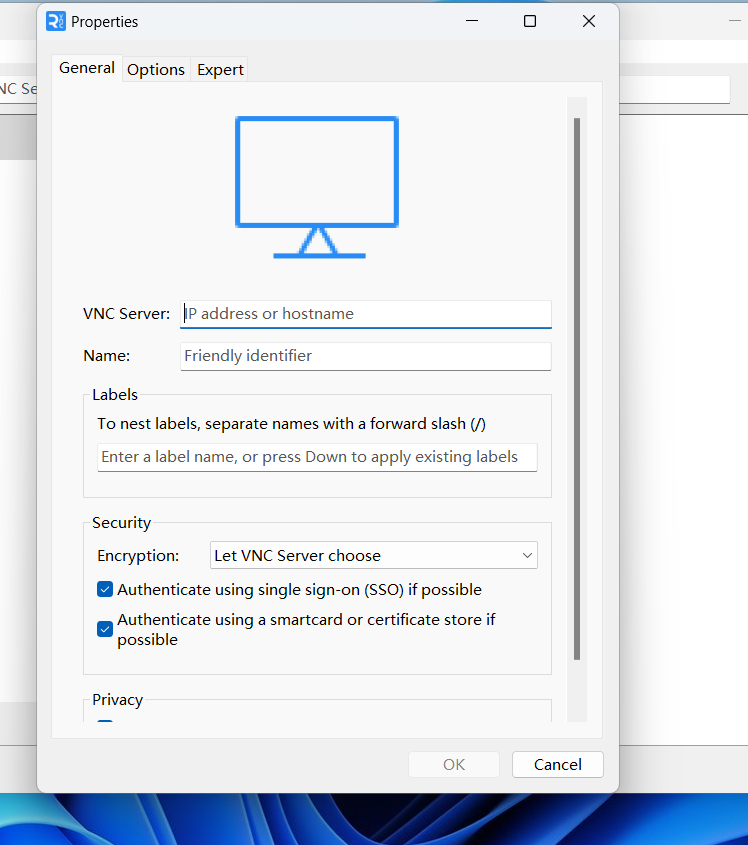 Properties
General Options Expert
NC Se
VNC Server: IP address or hostname
Name: Friendly identifier
Labels
To nest labels, separate names with a forward slash (/)
Enter a label name, or press Down to apply existing labels
Security
Encryption: Let VNC Server choose
Authenticate using single sign-on (SSO) if possible
Authenticate using a smartcard or certificate store if
possible
Privacy
OK Cancel